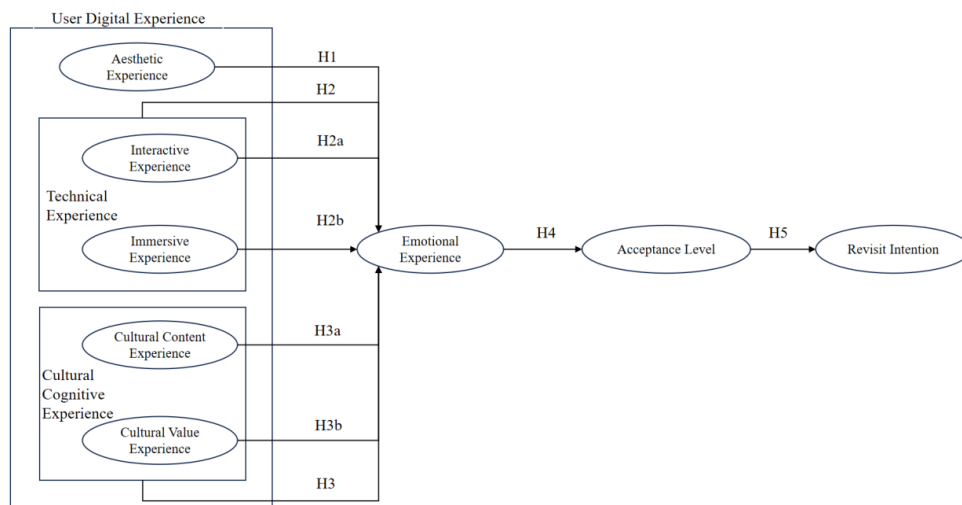 User Digital Experience
Aesthetic
Experience
H1
H2
Interactive
Experience
H2a
Technical
Experience
Immersive
Experience
H2b
Emotional
Experience
H4
Acceptance Level
H5
Revisit Intention
Cultural Content
Experience
H3a
Cultural
Cognitive
Experience
Cultural Value
Experience
H3b
H3